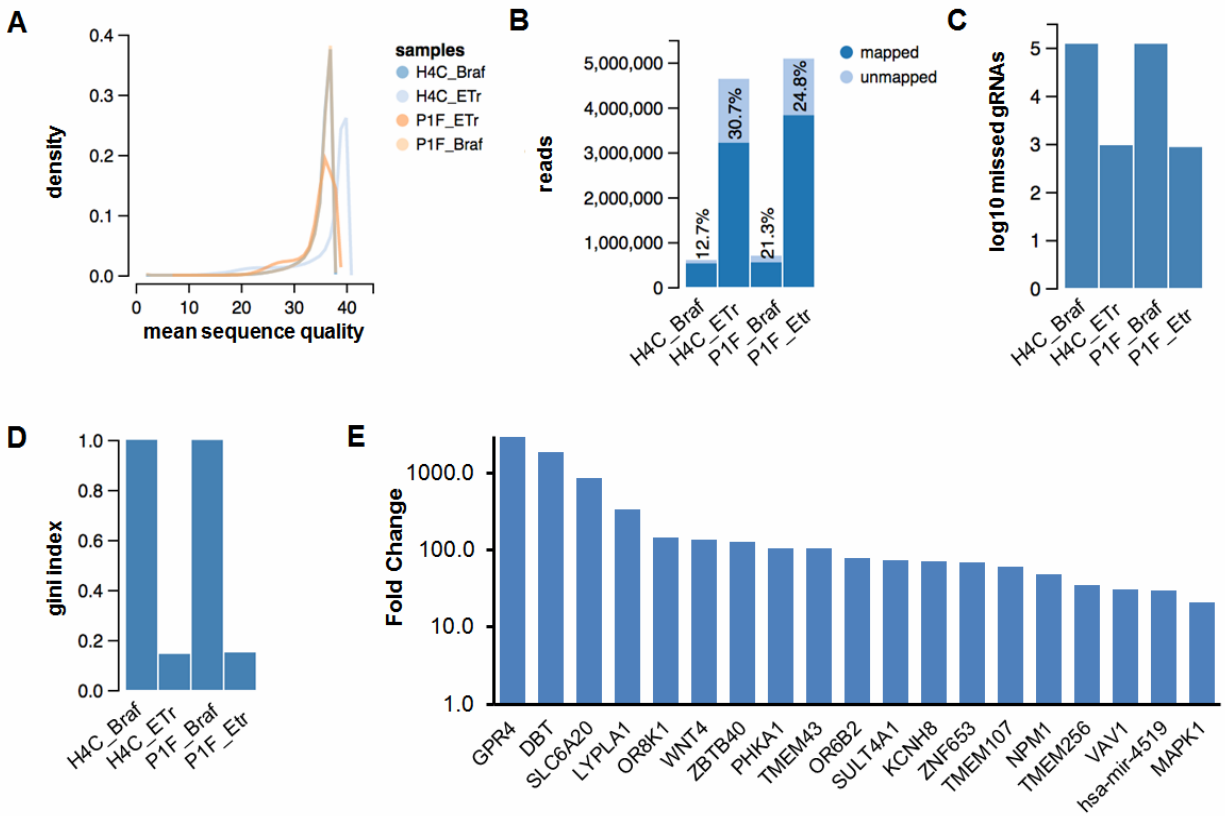 A
0.4
0.3
0.2
0.1
0.0
density
0 10 20 30 40
mean sequence quality
samples
H4C_Braf
H4C_ETr
P1F_ETr
P1F_Braf
B
5,000,000
4,000,000
3,000,000
2,000,000
1,000,000
0
reads
12.7%
30.7%
21.3%
24.8%
H4C_Braf
H4C_ETr
P1F_Braf
P1F_Etr
mapped
unmapped
C
5
4
3
2
1
0
log10 missed gRNAs
H4C_Braf
H4C_ETr
P1F_Braf
P1F_Etr
D
1.0
0.8
0.6
0.4
0.2
0.0
gini index
H4C_Braf
H4C_ETr
P1F_Braf
P1F_Etr
E
1000.0
100.0
10.0
1.0
Fold Change
GPR4
DBT
SLC6A20
LYPLA1
OR8K1
WNT4
ZBTB40
PHKA1
TMEM43
OR6B2
SULT4A1
KCNH8
ZNF653
TMEM107
NPM1
TMEM256
VAV1
hsa-mir-4519
MAPK1